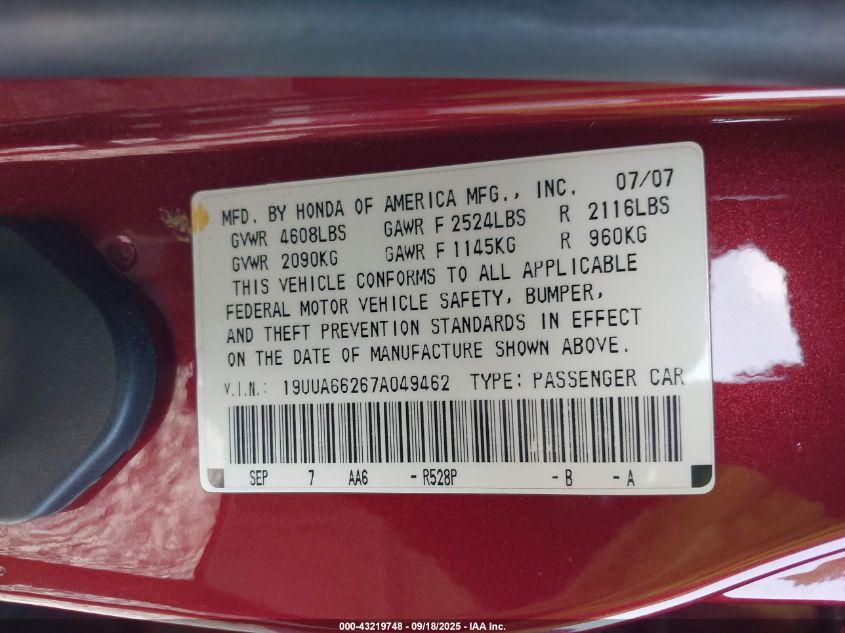 MFD. BY HONDA OF AMERICA MFG., INC. 07/07
GVWR 4608LBS GAWR F 2524LBS R 2116LBS
GVWR 2090KG GAWR F 1145KG R 960KG
THIS VEHICLE CONFORMS TO ALL APPLICABLE
FEDERAL MOTOR VEHICLE SAFETY, BUMPER,
AND THEFT PREVENTION STANDARDS IN EFFECT
ON THE DATE OF MANUFACTURE SHOWN ABOVE.
V.I.N.: 19UUA66267A049462 TYPE: PASSENGER CAR
SEP 7 AA6 - R528P - B - A
000-43219748 - 09/18/2025 - IAA Inc.